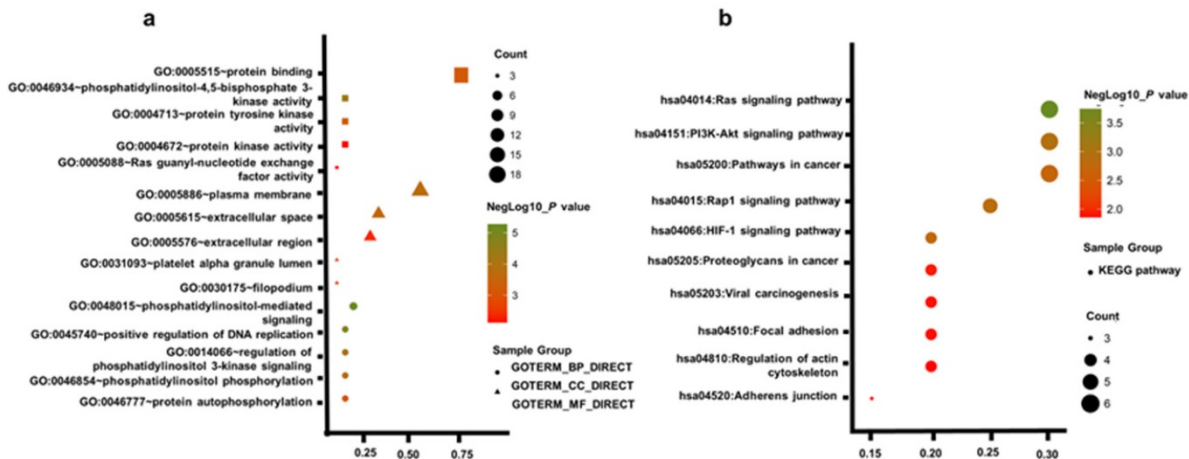 a
GO:0005515~protein binding
GO:0046934~phosphatidylinositol-4,5-bisphosphate 3-
kinase activity
GO:0004713~protein tyrosine kinase
activity
GO:0004672~protein kinase activity
GO:0005088~Ras guanyl-nucleotide exchange
factor activity
GO:0005886~plasma membrane
GO:0005615~extracellular space
GO:0005576~extracellular region
GO:0031093~platelet alpha granule lumen
GO:0030175~filopodium
GO:0048015~phosphatidylinositol-mediated
signaling
GO:0045740~positive regulation of DNA replication
GO:0014066~regulation of
phosphatidylinositol 3-kinase signaling
GO:0046854~phosphatidylinositol phosphorylation
GO:0046777~protein autophosphorylation
0.25 0.50 0.75
Count
3
6
9
12
15
18
NegLog10_P value
5
4
3
Sample Group
GOTERM_BP_DIRECT
GOTERM_CC_DIRECT
GOTERM_MF_DIRECT
b
hsa04014:Ras signaling pathway
hsa04151:PI3K-Akt signaling pathway
hsa05200:Pathways in cancer
hsa04015:Rap1 signaling pathway
hsa04066:HIF-1 signaling pathway
hsa05205:Proteoglycans in cancer
hsa05203:Viral carcinogenesis
hsa04510:Focal adhesion
hsa04810:Regulation of actin
cytoskeleton
hsa04520:Adherens junction
0.15 0.20 0.25 0.30
NegLog10_P value
3.5
3.0
2.5
2.0
Sample Group
KEGG pathway
Count
3
4
5
6